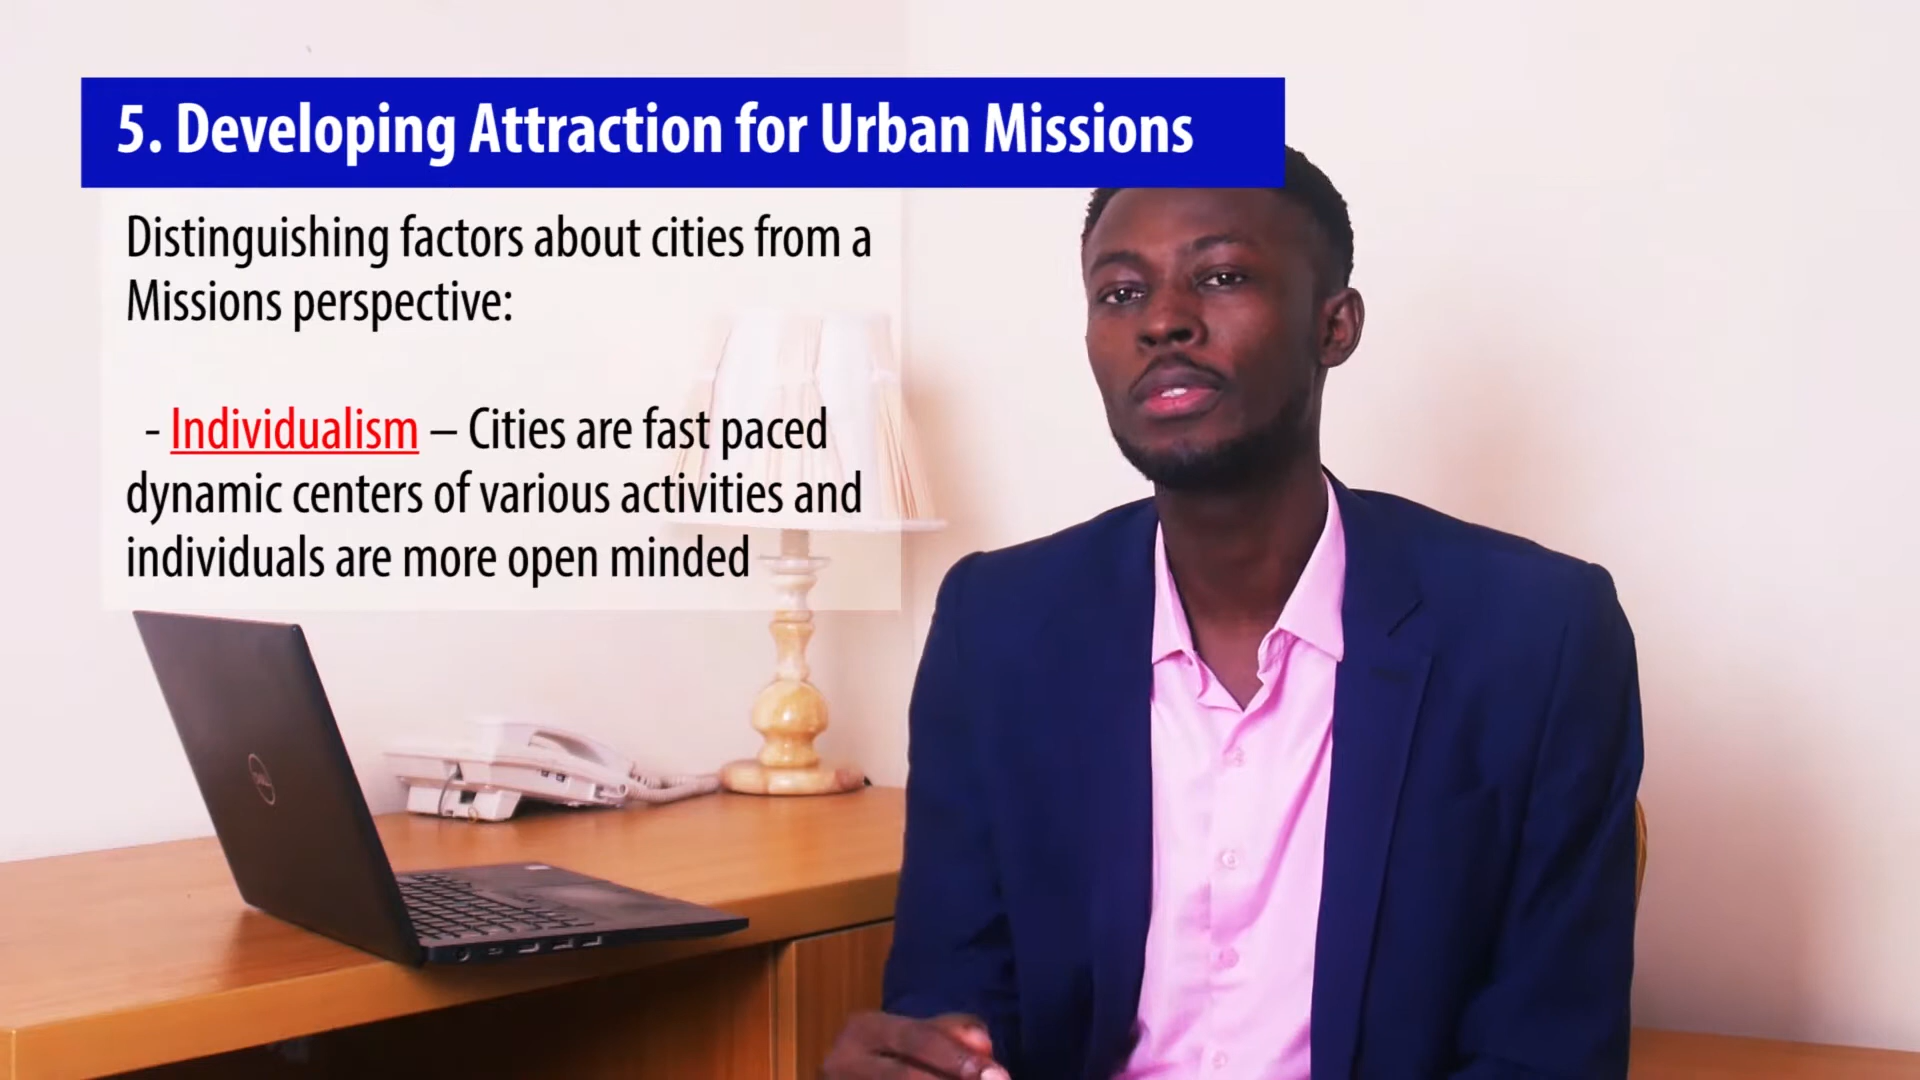 5. Developing Attraction for Urban Missions
Distinguishing factors about cities from a
Missions perspective:
- Individualism – Cities are fast paced
dynamic centers of various activities and
individuals are more open minded
DELL